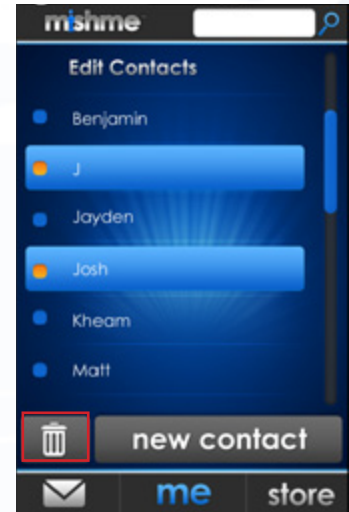 mishme
Edit Contacts
Benjamin
J
Jayden
Josh
Kheam
Matt
new contact
me store